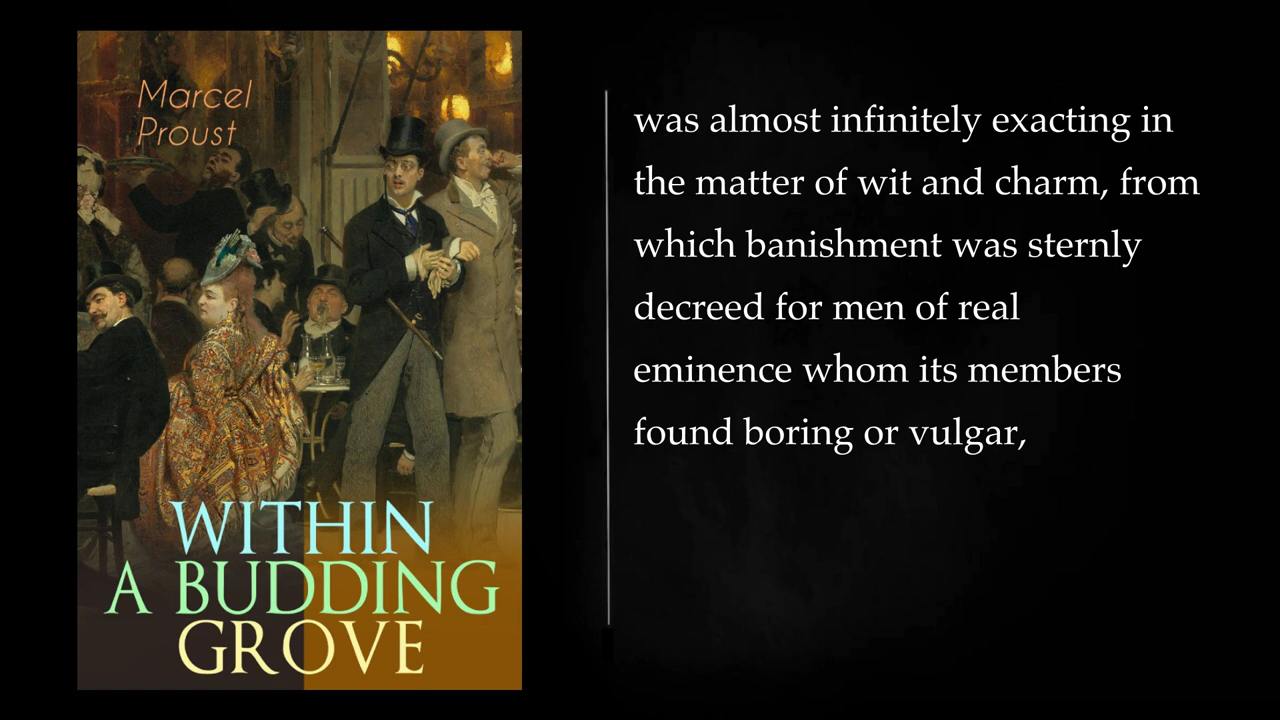 Marcel
Proust
WITHIN
A BUDDING
GROVE
was almost infinitely exacting in
the matter of wit and charm, from
which banishment was sternly
decreed for men of real
eminence whom its members
found boring or vulgar,